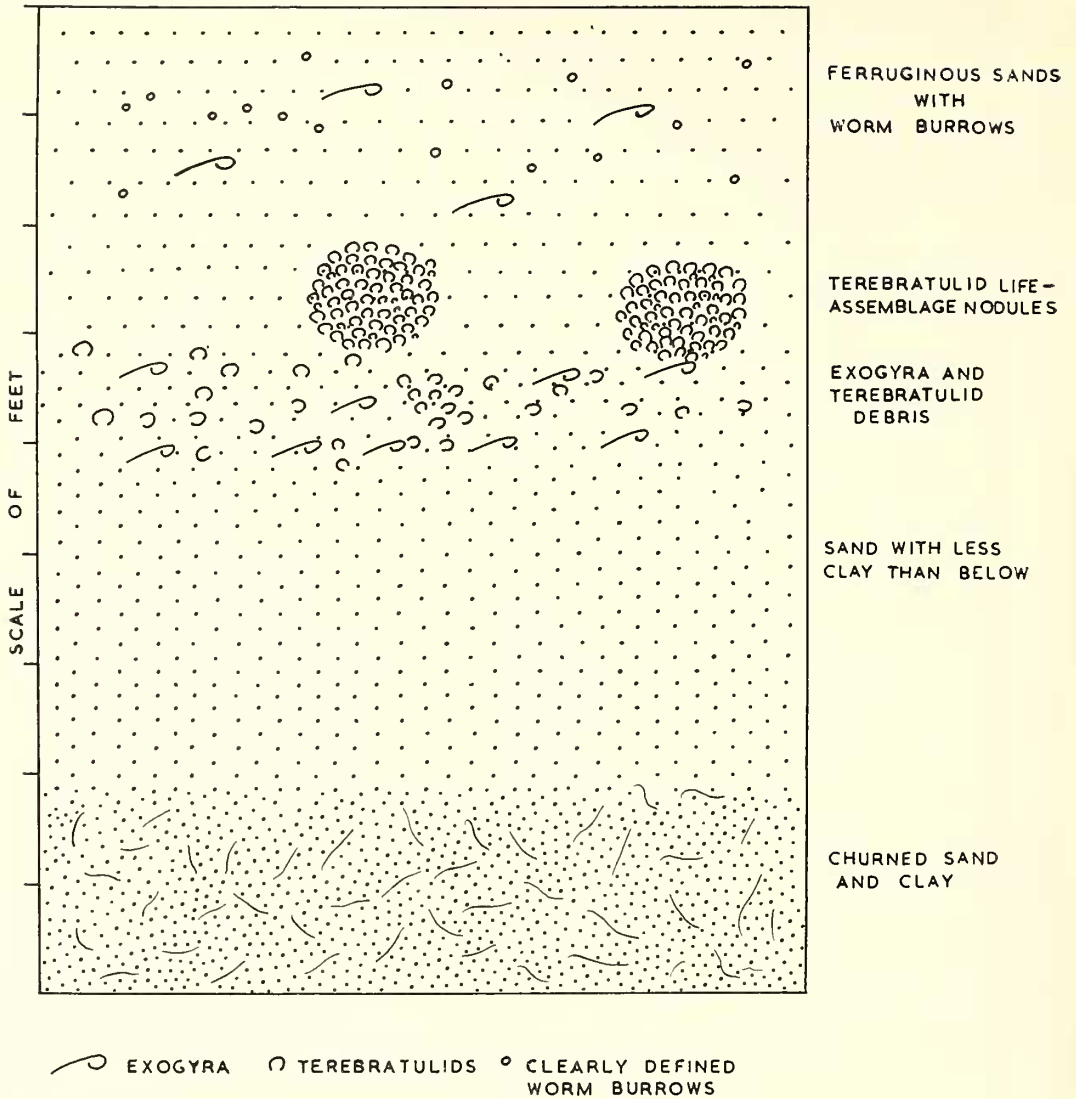 FERRUGINOUS SANDS
WITH
WORM BURROWS
TEREBRATULID LIFE-
ASSEMBLAGE NODULES
EXOGYRA AND
TEREBRATULID
DEBRIS
SCALE OF FEET
SAND WITH LESS
CLAY THAN BELOW
CHURNED SAND
AND CLAY
EXOGYRA
TEREBRATULIDS
CLEARLY DEFINED
WORM BURROWS